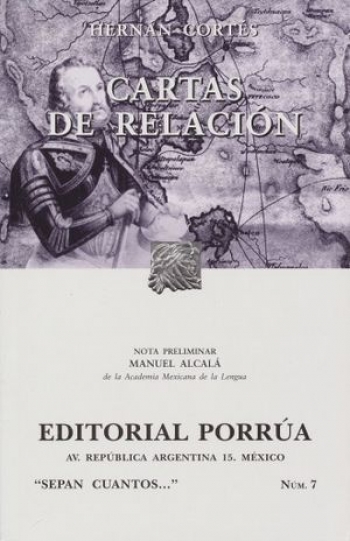 HERNÁN CORTÉS
CARTAS
DE RELACIÓN
NOTA PRELIMINAR
MANUEL ALCALÁ
de la Academia Mexicana de la Lengua
EDITORIAL PORRÚA
AV. REPÚBLICA ARGENTINA 15. MÉXICO
“SEPAN CUANTOS...” NÚM. 7